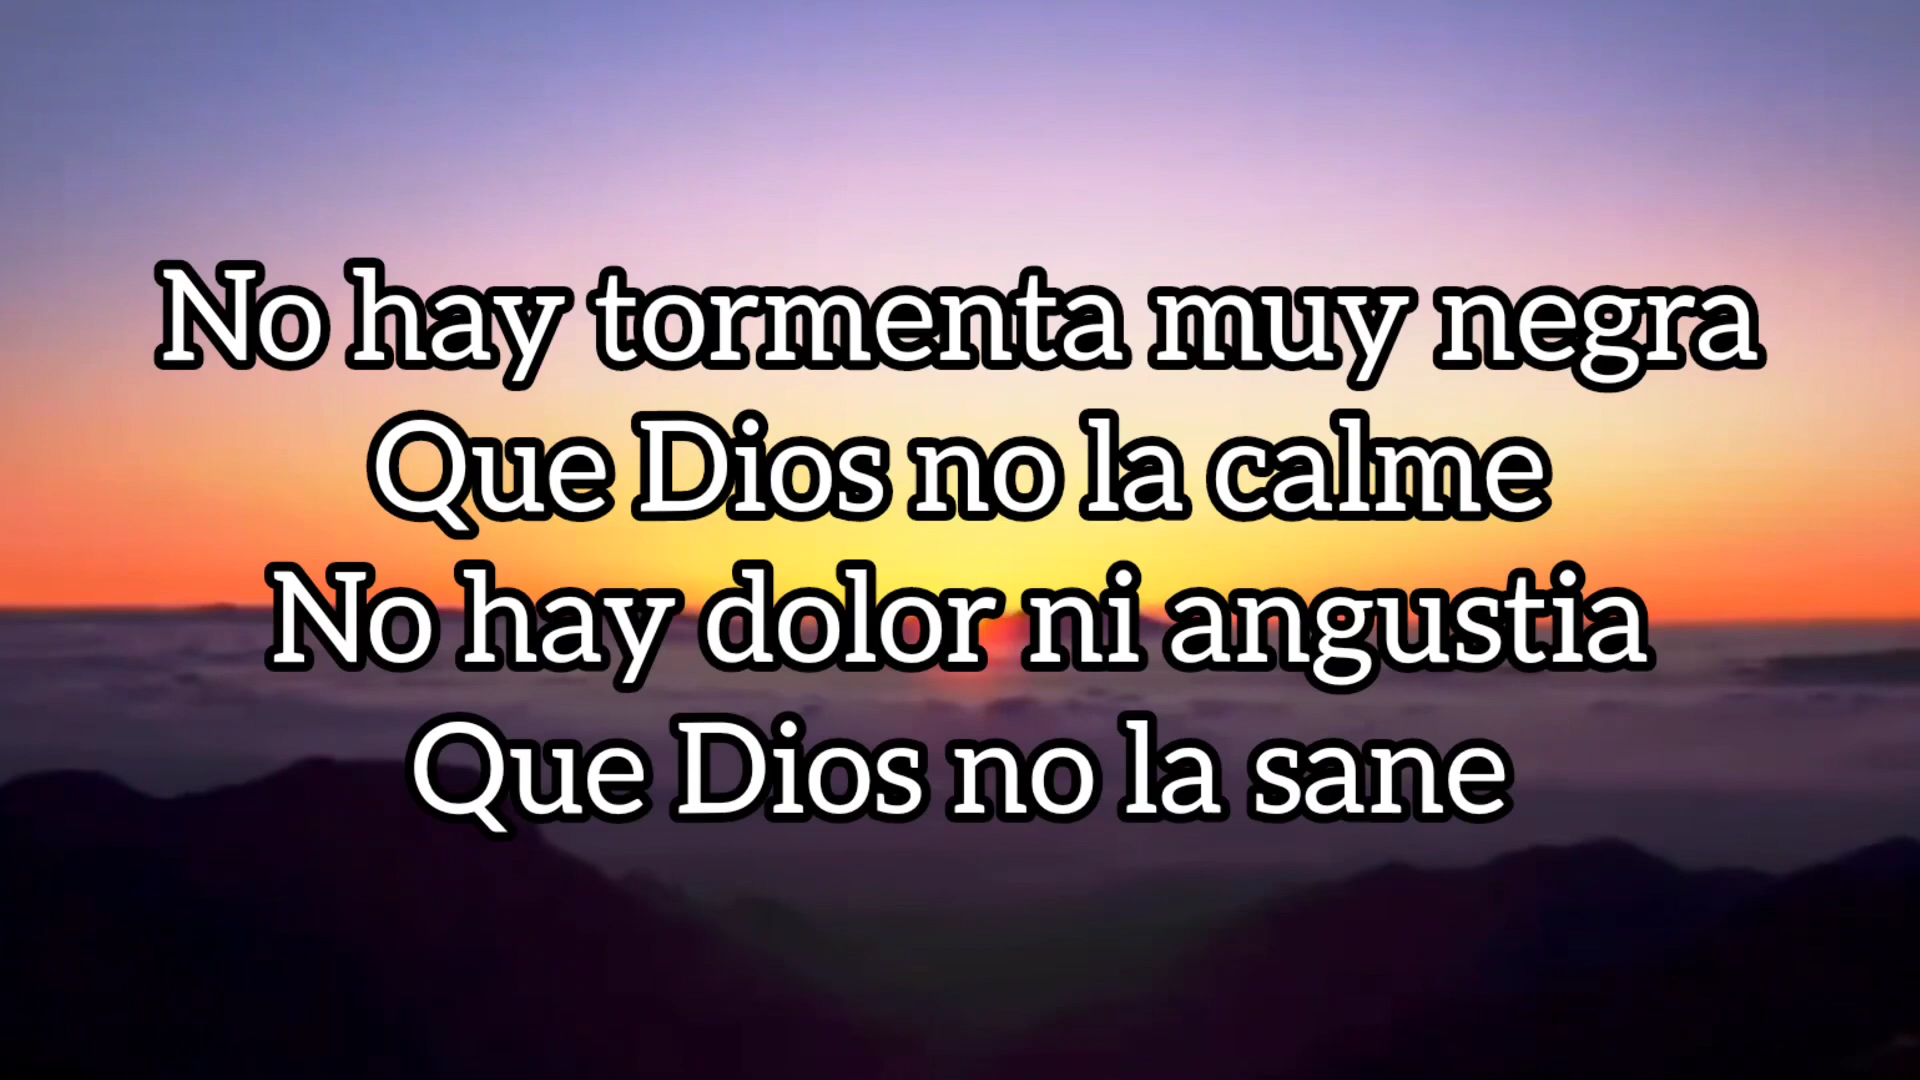 No hay tormenta muy negra
Que Dios no la calme
No hay dolor ni angustia
Que Dios no la sane